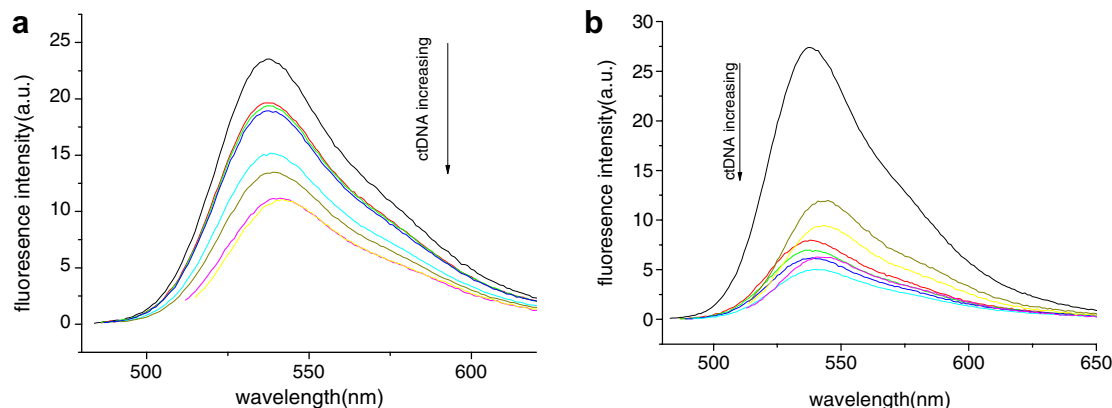 a
25
20
15
10
5
0
fluoresence intensity(a.u.)
ctDNA increasing
500
550
600
wavelength(nm)
b
30
25
20
15
10
5
0
fluoresence intensity(a.u.)
ctDNA increasing
500
550
600
650
wavelength(nm)